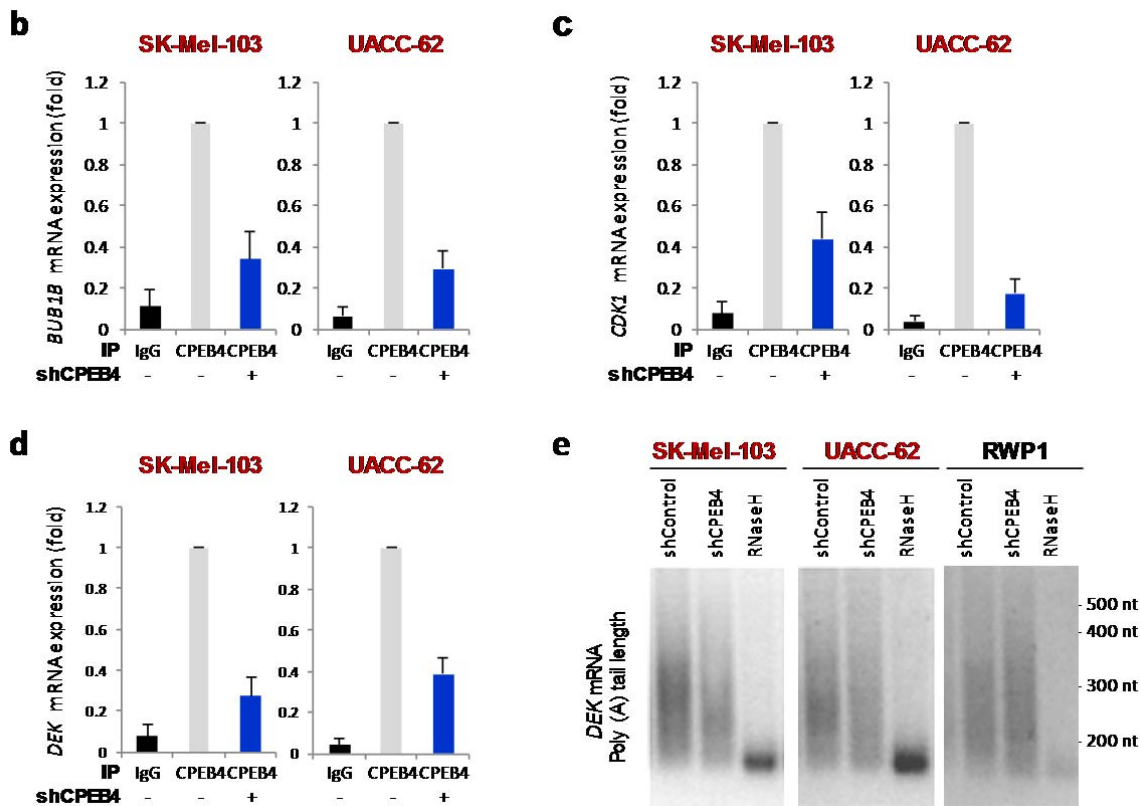 b
SK-Mel-103
UACC-62
BUB1B mRNA expression (fold)
1.2
1
0.8
0.6
0.4
0.2
0
1.2
1
0.8
0.6
0.4
0.2
0
IP
IgG
CPEB4
CPEB4
IgG
CPEB4
CPEB4
shCPEB4
-
-
+
-
-
+
c
SK-Mel-103
UACC-62
CDK1 mRNA expression (fold)
1.2
1
0.8
0.6
0.4
0.2
0
1.2
1
0.8
0.6
0.4
0.2
0
IP
IgG
CPEB4
CPEB4
IgG
CPEB4
CPEB4
shCPEB4
-
-
+
-
-
+
d
SK-Mel-103
UACC-62
DEK mRNA expression (fold)
1.2
1
0.8
0.6
0.4
0.2
0
1.2
1
0.8
0.6
0.4
0.2
0
IP
IgG
CPEB4
CPEB4
IgG
CPEB4
CPEB4
shCPEB4
-
-
+
-
-
+
e
SK-Mel-103
UACC-62
RWP1
shControl
shCPEB4
RNaseH
shControl
shCPEB4
RNaseH
shControl
shCPEB4
RNaseH
DEK mRNA
Poly (A) tail length
- 500 nt
- 400 nt
- 300 nt
- 200 nt